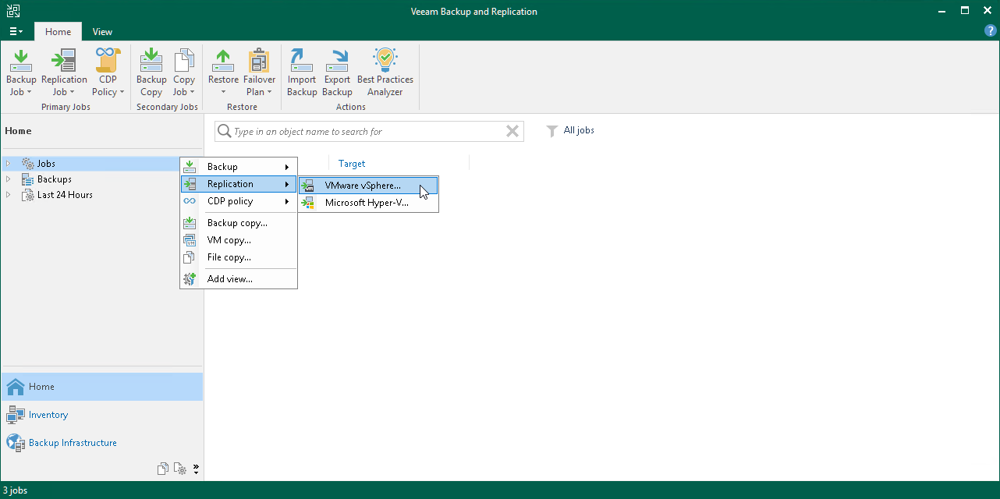 Veeam Backup and Replication
Home
View
?
Backup Job
Replication Job
CDP Policy
Backup Copy
Copy Job
Restore
Failover Plan
Import Backup
Export Backup
Best Practices Analyzer
Primary Jobs
Secondary Jobs
Restore
Actions
Home
Type in an object name to search for
All jobs
Jobs
Backups
Last 24 Hours
Target
Backup
Replication
CDP policy
Backup copy...
VM copy...
File copy...
Add view...
VMware vSphere...
Microsoft Hyper-V...
Home
Inventory
Backup Infrastructure
3 jobs